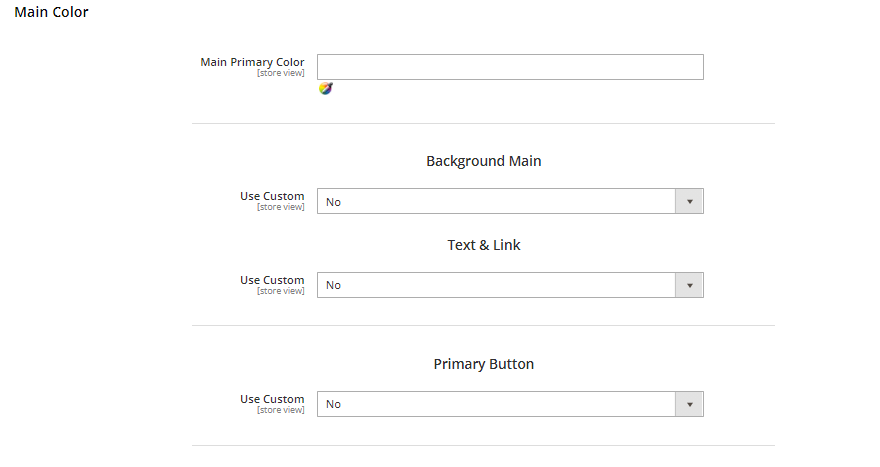 Main Color
Main Primary Color
[store view]
Background Main
Use Custom
[store view]
No
Text & Link
Use Custom
[store view]
No
Primary Button
Use Custom
[store view]
No